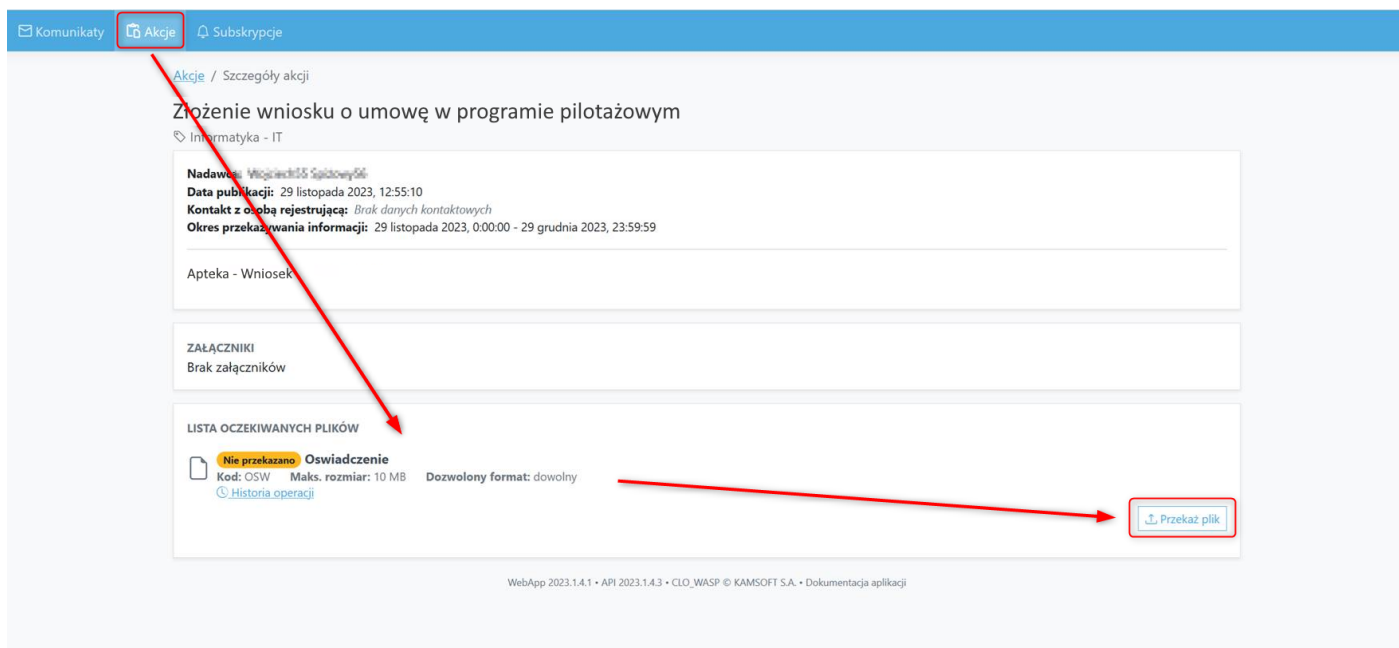 Komunikaty Akcje Subskrypcje
Akcje / Szczegóły akcji
Złożenie wniosku o umowę w programie pilotażowym
Informatyka - IT
Nadawca:
Data publikacji: 29 listopada 2023, 12:55:10
Kontakt z osobą rejestrującą: Brak danych kontaktowych
Okres przekazywania informacji: 29 listopada 2023, 0:00:00 - 29 grudnia 2023, 23:59:59
Apteka - Wniosek
ZAŁĄCZNIKI
Brak załączników
LISTA OCZEKIWANYCH PLIKÓW
Nie przekazano Oswiadczenie
Kod: OSW Maks. rozmiar: 10 MB Dozwolony format: dowolny
Historia operacji
Przekaż plik
WebApp 2023.1.4.1 • API 2023.1.4.3 • CLO_WASP © KAMSOFT S.A. • Dokumentacja aplikacji